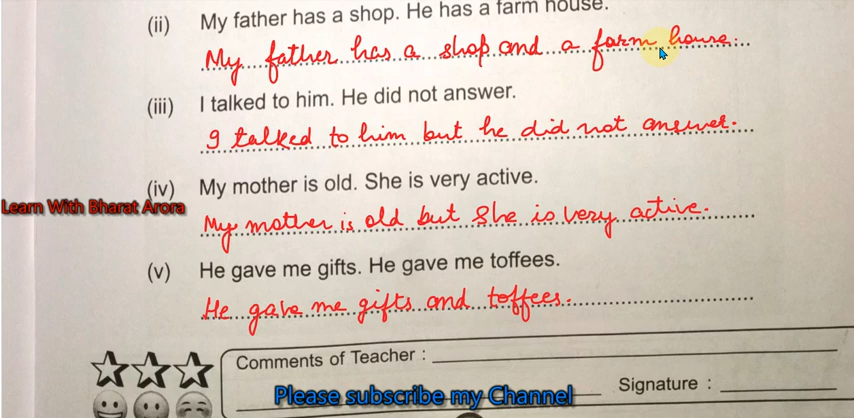 (ii) My father has a shop. He has a farm house.
My father has a shop and a farm house.
(iii) I talked to him. He did not answer.
I talked to him but he did not answer.
(iv) My mother is old. She is very active.
Learn With Bharat Arora
My mother is old but She is very active.
(v) He gave me gifts. He gave me toffees.
He gave me gifts and toffees.
Comments of Teacher :
Please subscribe my Channel
Signature :